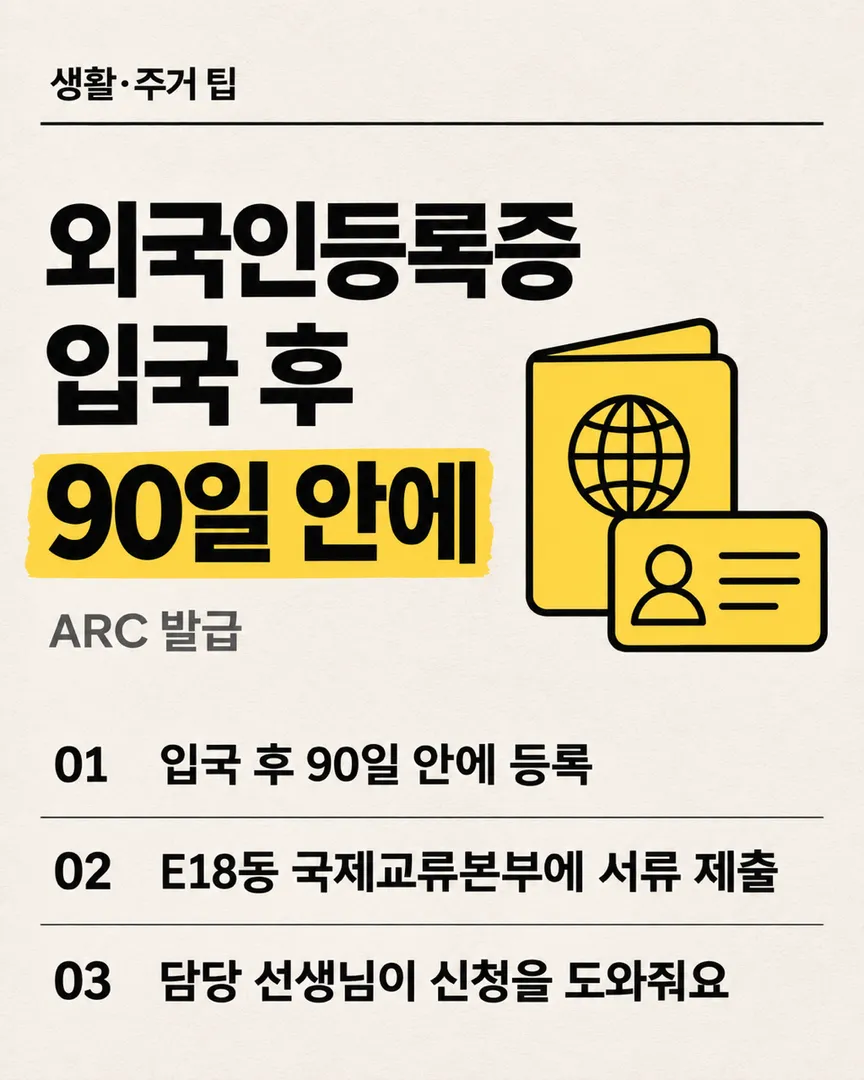 생활·주거 팁
외국인등록증
입국 후
90일 안에
ARC 발급
01 입국 후 90일 안에 등록
02 E18동 국제교류본부에 서류 제출
03 담당 선생님이 신청을 도와줘요